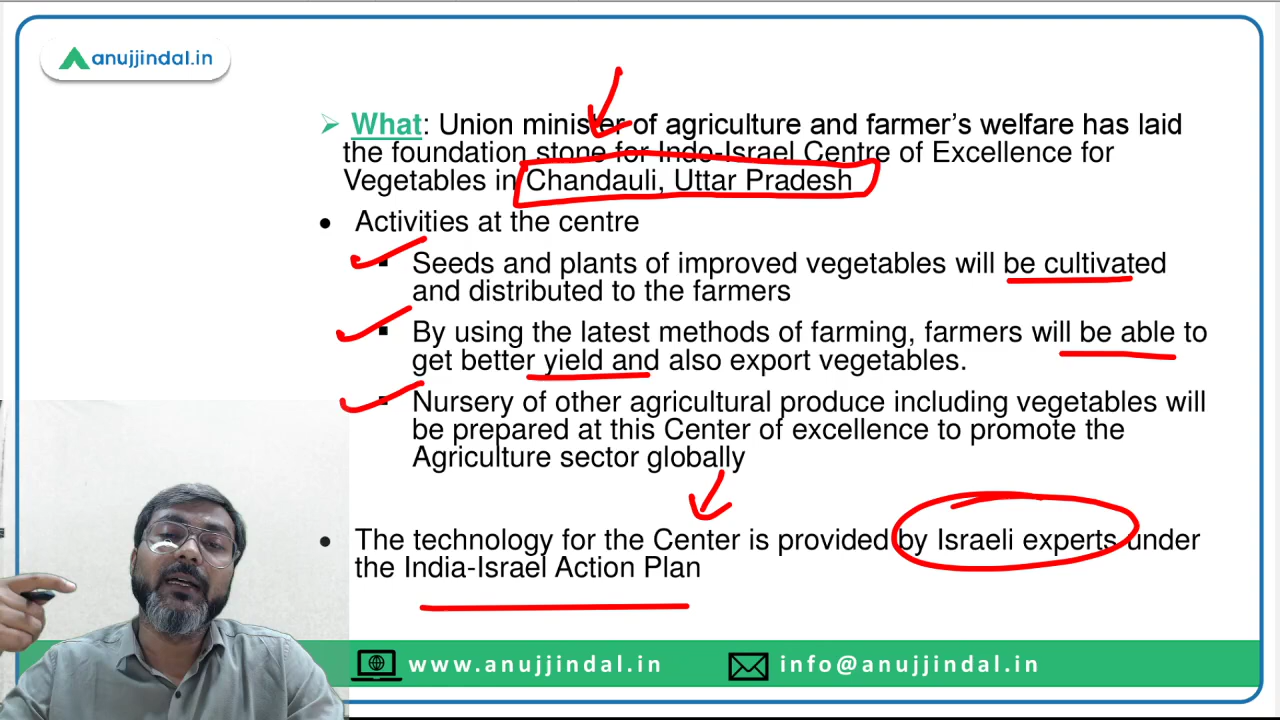 anujjindal.in
➢ What: Union minister of agriculture and farmer's welfare has laid
the foundation stone for Indo-Israel Centre of Excellence for
Vegetables in Chandauli, Uttar Pradesh
• Activities at the centre
▪ Seeds and plants of improved vegetables will be cultivated
and distributed to the farmers
▪ By using the latest methods of farming, farmers will be able to
get better yield and also export vegetables.
▪ Nursery of other agricultural produce including vegetables will
be prepared at this Center of excellence to promote the
Agriculture sector globally
• The technology for the Center is provided by Israeli experts under
the India-Israel Action Plan
www.anujjindal.in
info@anujjindal.in